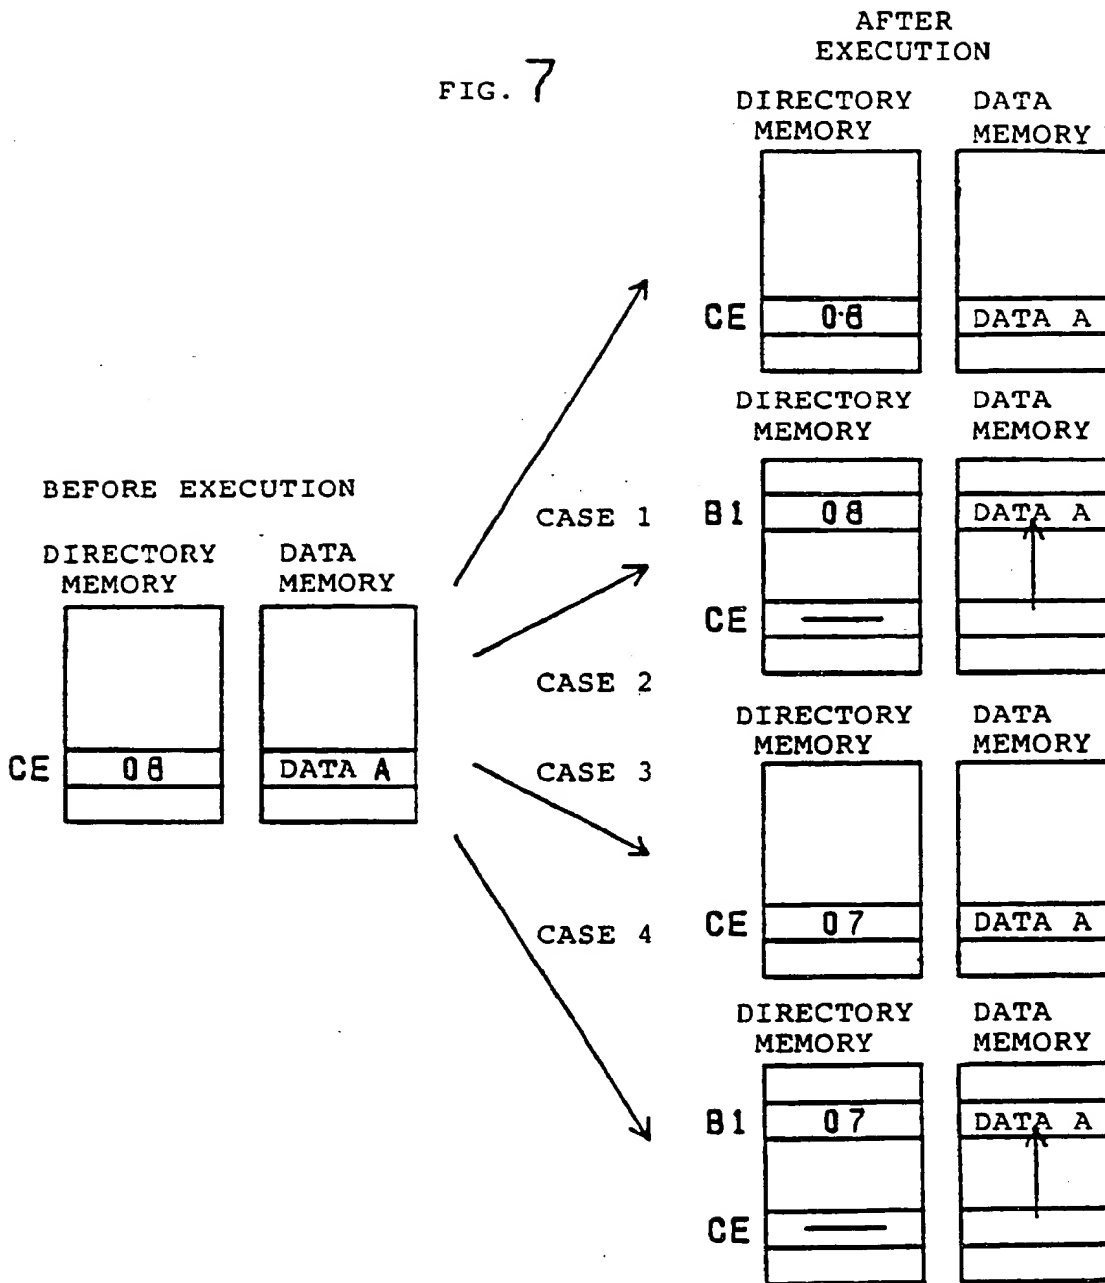 FIG. 7
AFTER
EXECUTION
DIRECTORY
MEMORY
DATA
MEMORY
CE
08
DATA A
DIRECTORY
MEMORY
DATA
MEMORY
B1
08
DATA A
CE
BEFORE EXECUTION
DIRECTORY
MEMORY
DATA
MEMORY
CE
08
DATA A
CASE 1
CASE 2
CASE 3
CASE 4
DIRECTORY
MEMORY
DATA
MEMORY
CE
07
DATA A
DIRECTORY
MEMORY
DATA
MEMORY
B1
07
DATA A
CE